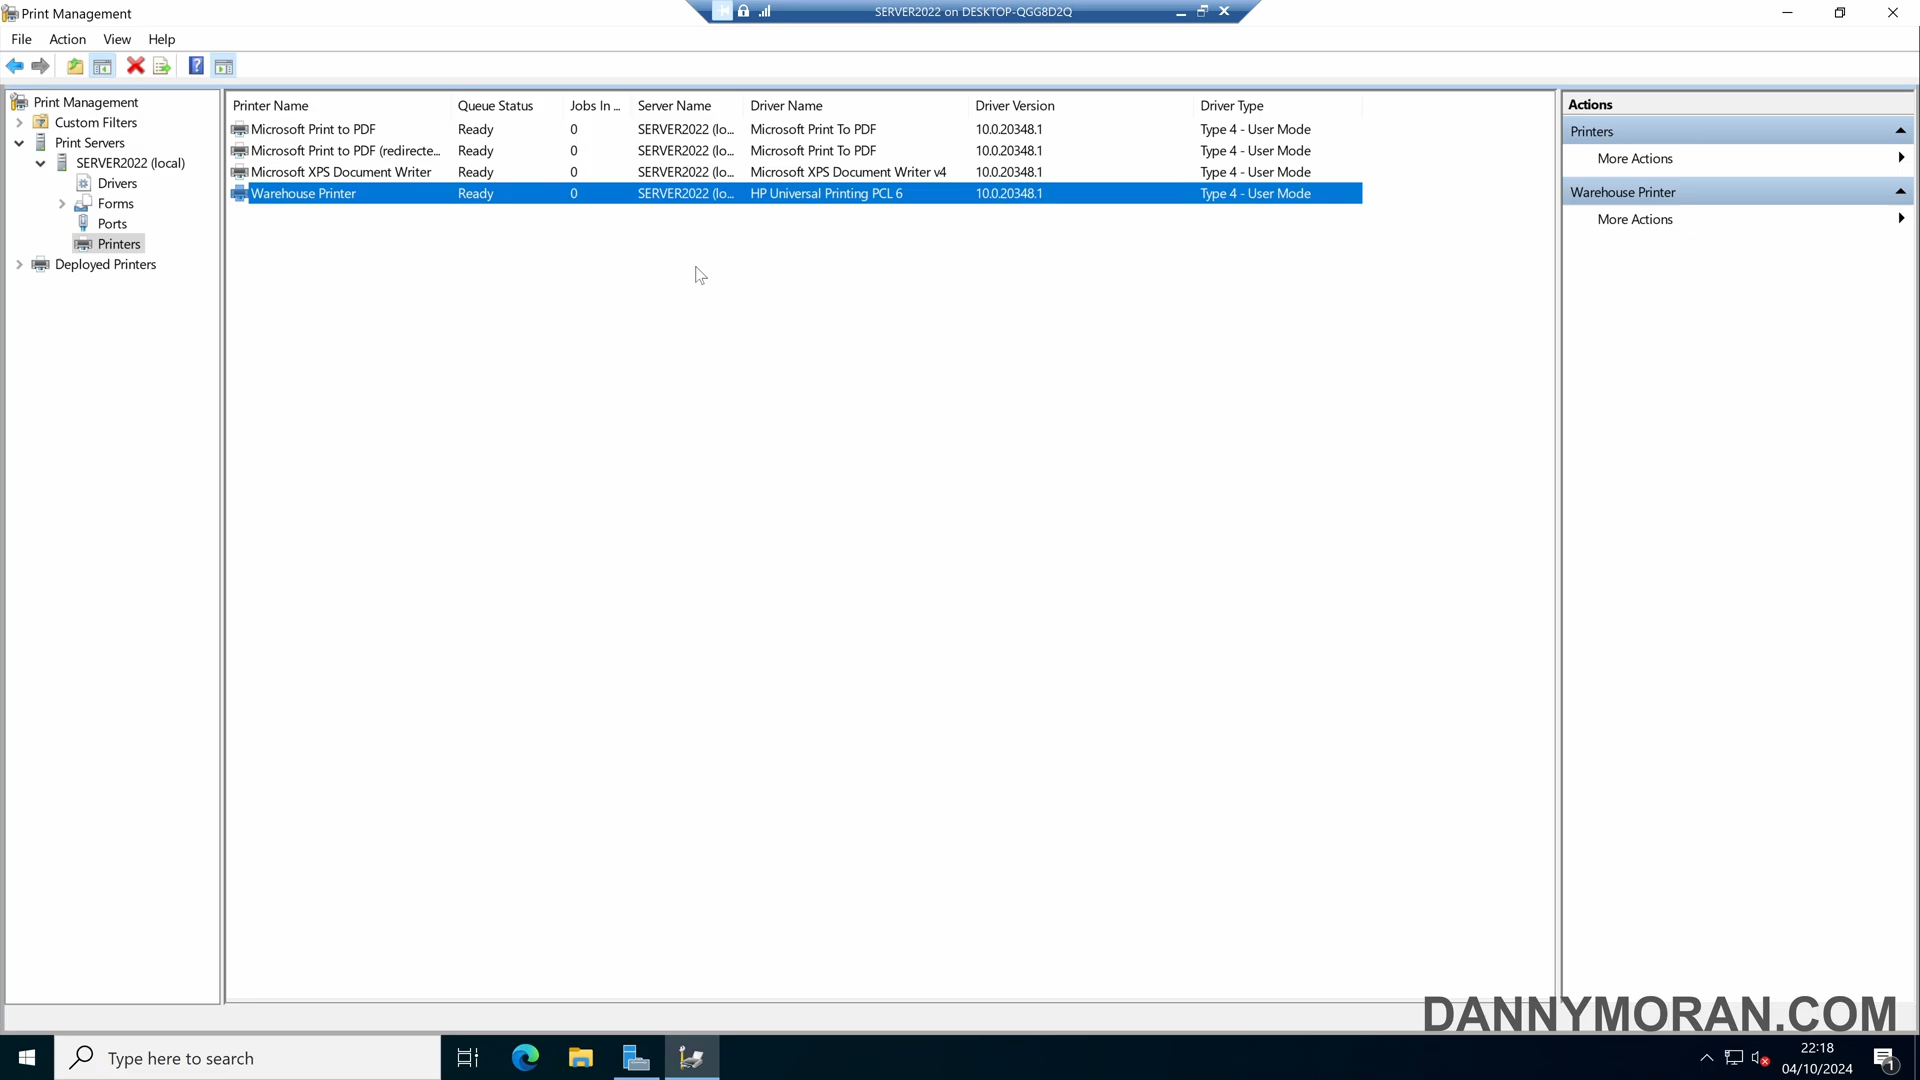 Print Management
SERVER2022 on DESKTOP-QGG8D2Q
File Action View Help
Print Management
Custom Filters
Print Servers
SERVER2022 (local)
Drivers
Forms
Ports
Printers
Deployed Printers
Printer Name Queue Status Jobs In ... Server Name Driver Name Driver Version Driver Type
Microsoft Print to PDF Ready 0 SERVER2022 (lo... Microsoft Print To PDF 10.0.20348.1 Type 4 - User Mode
Microsoft Print to PDF (redirecte... Ready 0 SERVER2022 (lo... Microsoft Print To PDF 10.0.20348.1 Type 4 - User Mode
Microsoft XPS Document Writer Ready 0 SERVER2022 (lo... Microsoft XPS Document Writer v4 10.0.20348.1 Type 4 - User Mode
Warehouse Printer Ready 0 SERVER2022 (lo... HP Universal Printing PCL 6 10.0.20348.1 Type 4 - User Mode
Actions
Printers
More Actions
Warehouse Printer
More Actions
DANNYMORAN.COM
Type here to search
22:18
04/10/2024
1